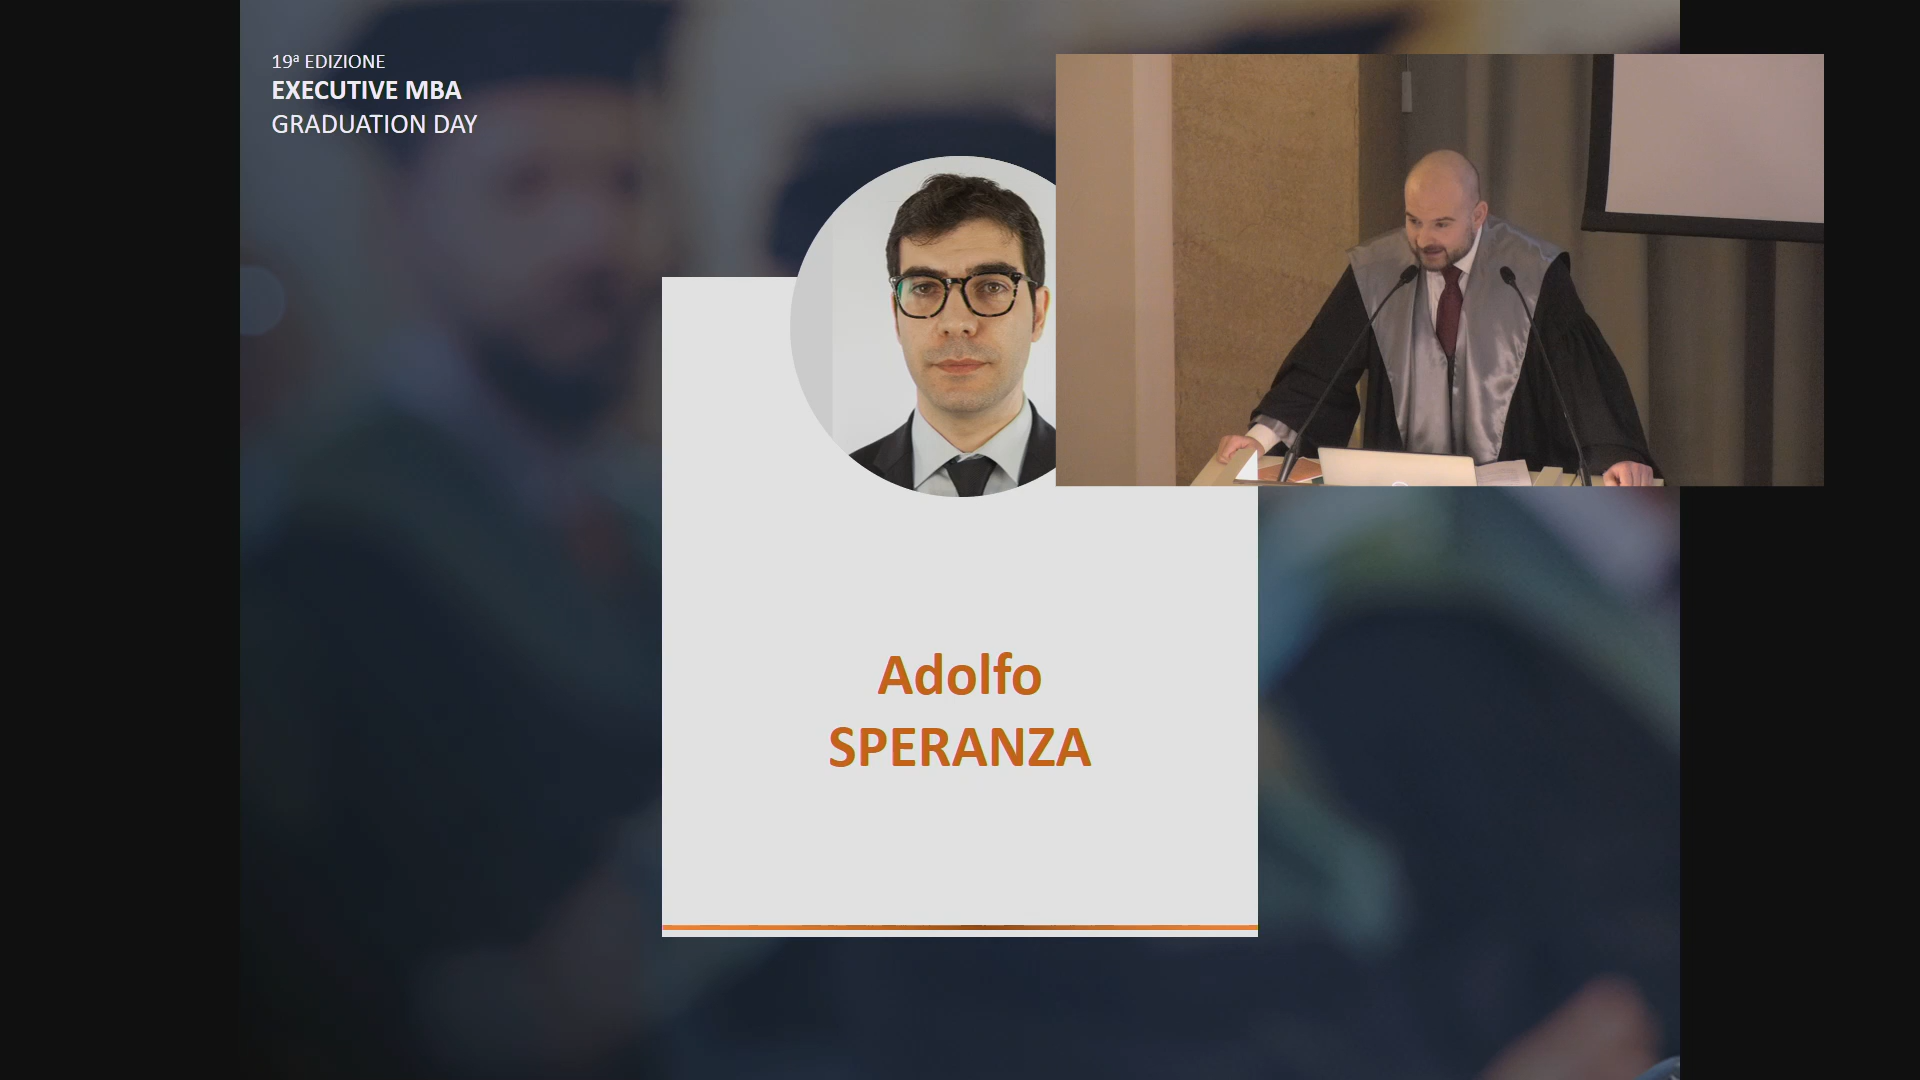 19ª EDIZIONE
EXECUTIVE MBA
GRADUATION DAY
Adolfo
SPERANZA